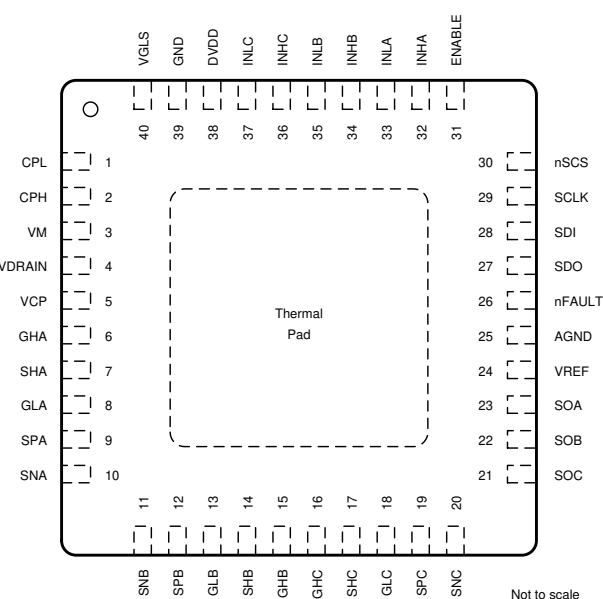 VGLS
GND
DVDD
INLC
INHC
INLB
INHB
INLA
INHA
ENABLE
40
39
38
37
36
35
34
33
32
31
CPL 1
CPH 2
VM 3
VDRAIN 4
VCP 5
GHA 6
SHA 7
GLA 8
SPA 9
SNA 10
Thermal
Pad
30 nSCS
29 SCLK
28 SDI
27 SDO
26 nFAULT
25 AGND
24 VREF
23 SOA
22 SOB
21 SOC
11
12
13
14
15
16
17
18
19
20
SNB
SPB
GLB
SHB
GHB
GHC
SHC
GLC
SPC
SNC
Not to scale